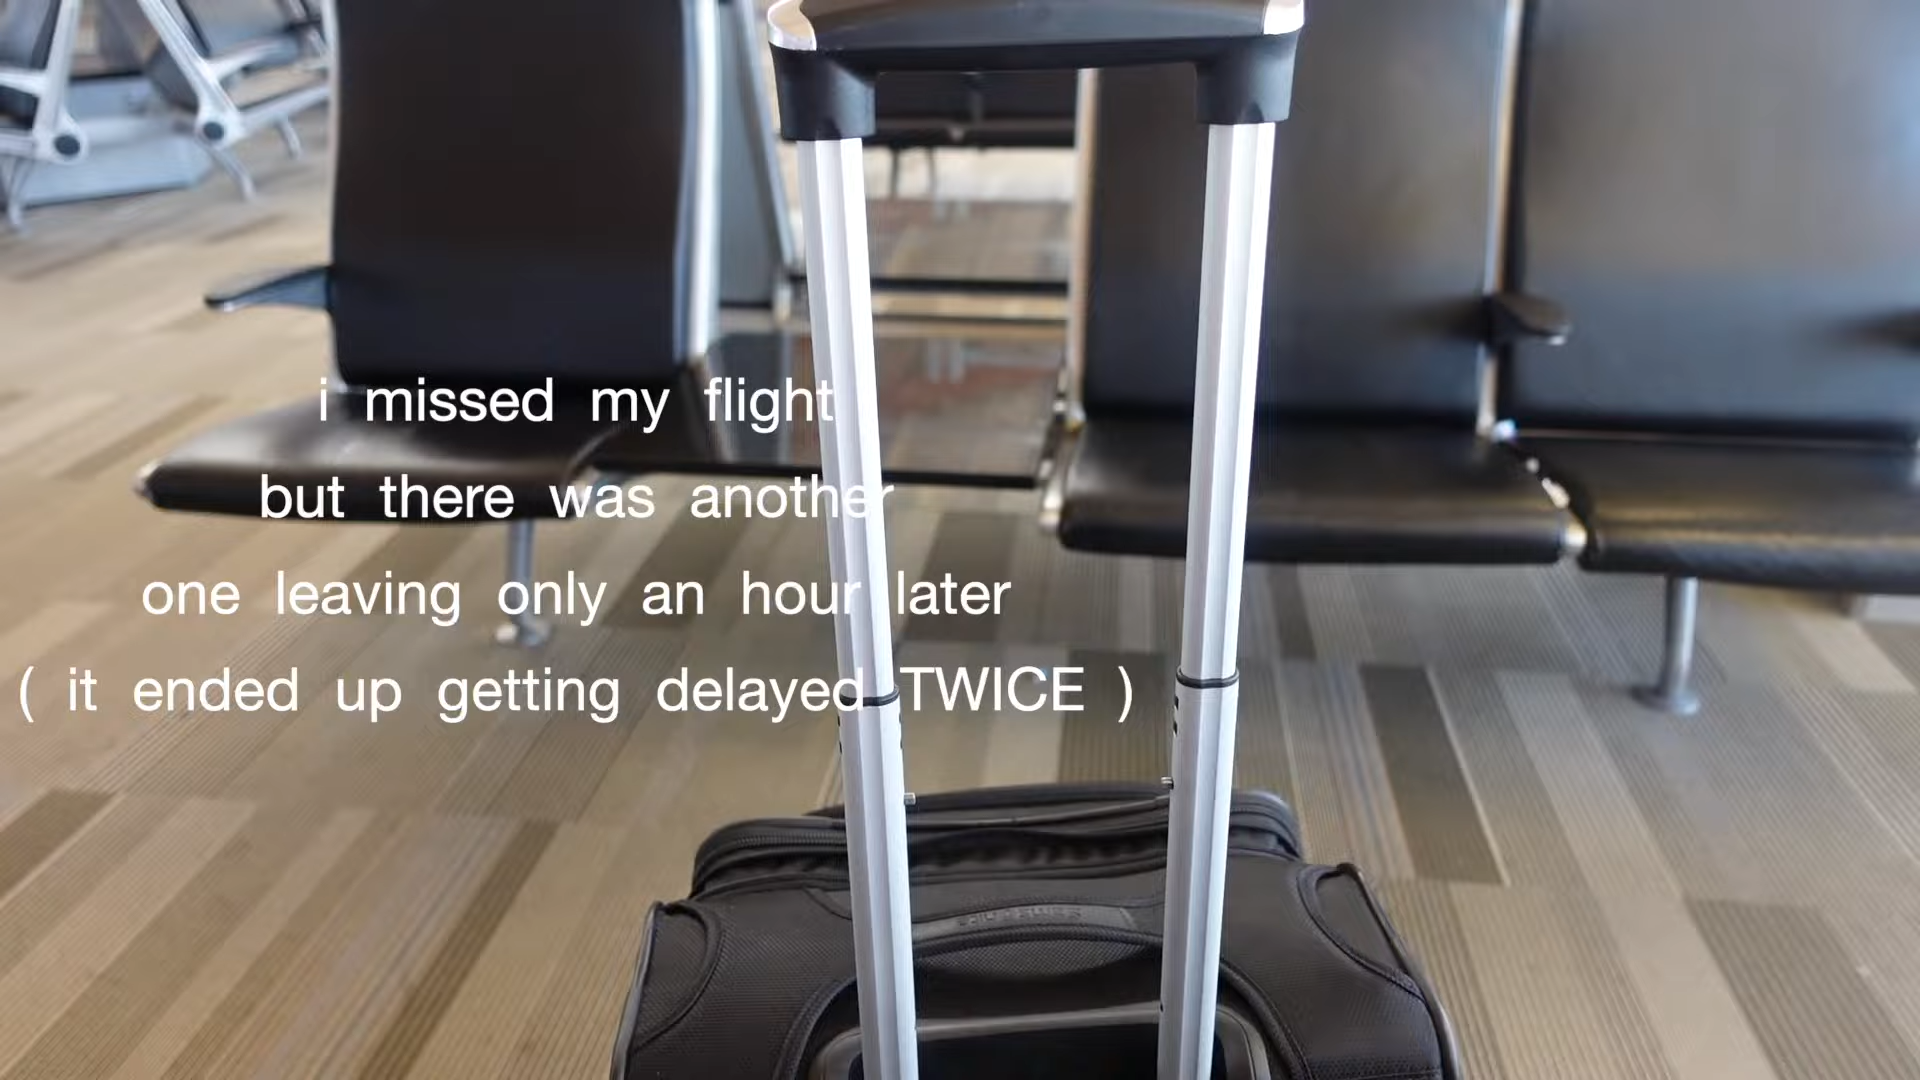 i missed my flight
but there was another
one leaving only an hour later
( it ended up getting delayed TWICE )